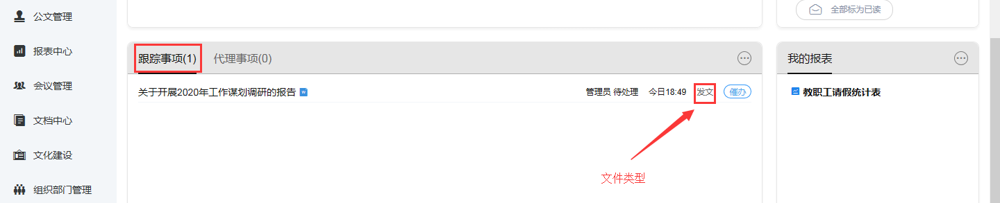 公文管理
报表中心
会议管理
文档中心
文化建设
组织部门管理
全部标为已读
跟踪事项(1) 代理事项(0)
关于开展2020年工作谋划调研的报告 管理员 待处理 今日18:49 发文 催办
文件类型
我的报表
教职工请假统计表